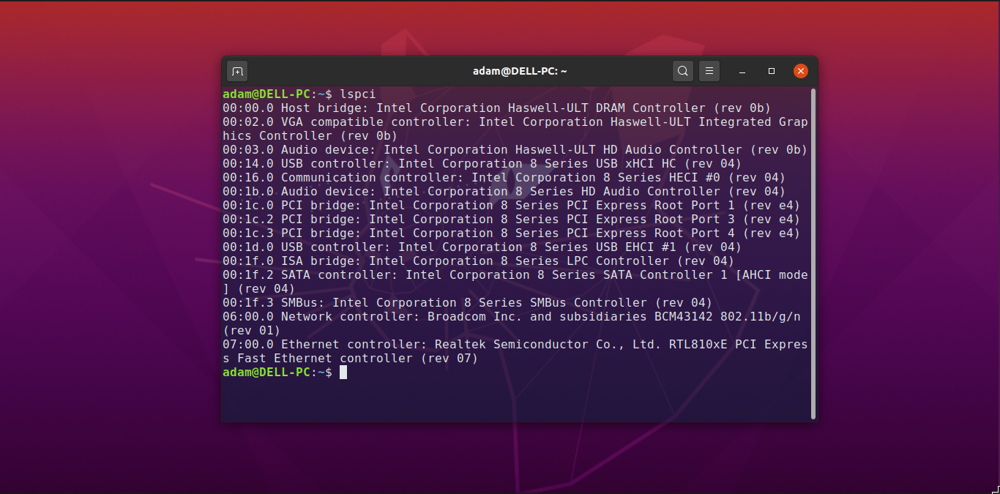 adam@DELL-PC: ~
adam@DELL-PC:~$ lspci
00:00.0 Host bridge: Intel Corporation Haswell-ULT DRAM Controller (rev 0b)
00:02.0 VGA compatible controller: Intel Corporation Haswell-ULT Integrated Grap
hics Controller (rev 0b)
00:03.0 Audio device: Intel Corporation Haswell-ULT HD Audio Controller (rev 0b)
00:14.0 USB controller: Intel Corporation 8 Series USB xHCI HC (rev 04)
00:16.0 Communication controller: Intel Corporation 8 Series HECI #0 (rev 04)
00:1b.0 Audio device: Intel Corporation 8 Series HD Audio Controller (rev 04)
00:1c.0 PCI bridge: Intel Corporation 8 Series PCI Express Root Port 1 (rev e4)
00:1c.2 PCI bridge: Intel Corporation 8 Series PCI Express Root Port 3 (rev e4)
00:1c.3 PCI bridge: Intel Corporation 8 Series PCI Express Root Port 4 (rev e4)
00:1d.0 USB controller: Intel Corporation 8 Series USB EHCI #1 (rev 04)
00:1f.0 ISA bridge: Intel Corporation 8 Series LPC Controller (rev 04)
00:1f.2 SATA controller: Intel Corporation 8 Series SATA Controller 1 [AHCI mode
] (rev 04)
00:1f.3 SMBus: Intel Corporation 8 Series SMBus Controller (rev 04)
06:00.0 Network controller: Broadcom Inc. and subsidiaries BCM43142 802.11b/g/n
(rev 01)
07:00.0 Ethernet controller: Realtek Semiconductor Co., Ltd. RTL810xE PCI Expres
s Fast Ethernet controller (rev 07)
adam@DELL-PC:~$